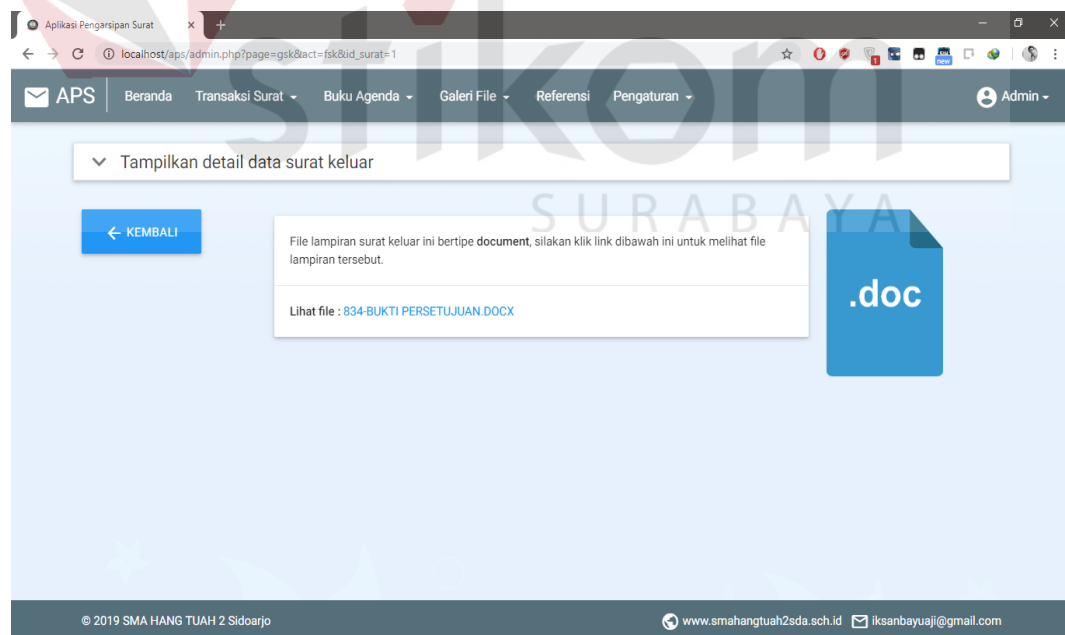 Aplikasi Pengarsipan Surat
localhost/aps/admin.php?page=gsk&act=fsk&id_surat=1
1
new
APS
Beranda
Transaksi Surat
Buku Agenda
Galeri File
Referensi
Pengaturan
Admin
stikom
SURABAYA
Tampilkan detail data surat keluar
KEMBALI
File lampiran surat keluar ini bertipe document, silakan klik link dibawah ini untuk melihat file
lampiran tersebut.
Lihat file : 834-BUKTI PERSETUJUAN.DOCX
.doc
© 2019 SMA HANG TUAH 2 Sidoarjo
www.smahangtuah2sda.sch.id
iksanbayuaji@gmail.com